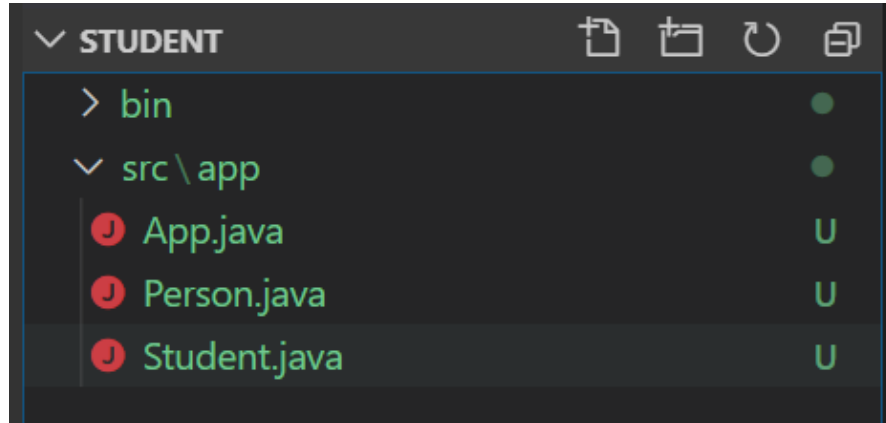 STUDENT
bin
src\app
J App.java U
J Person.java U
J Student.java U